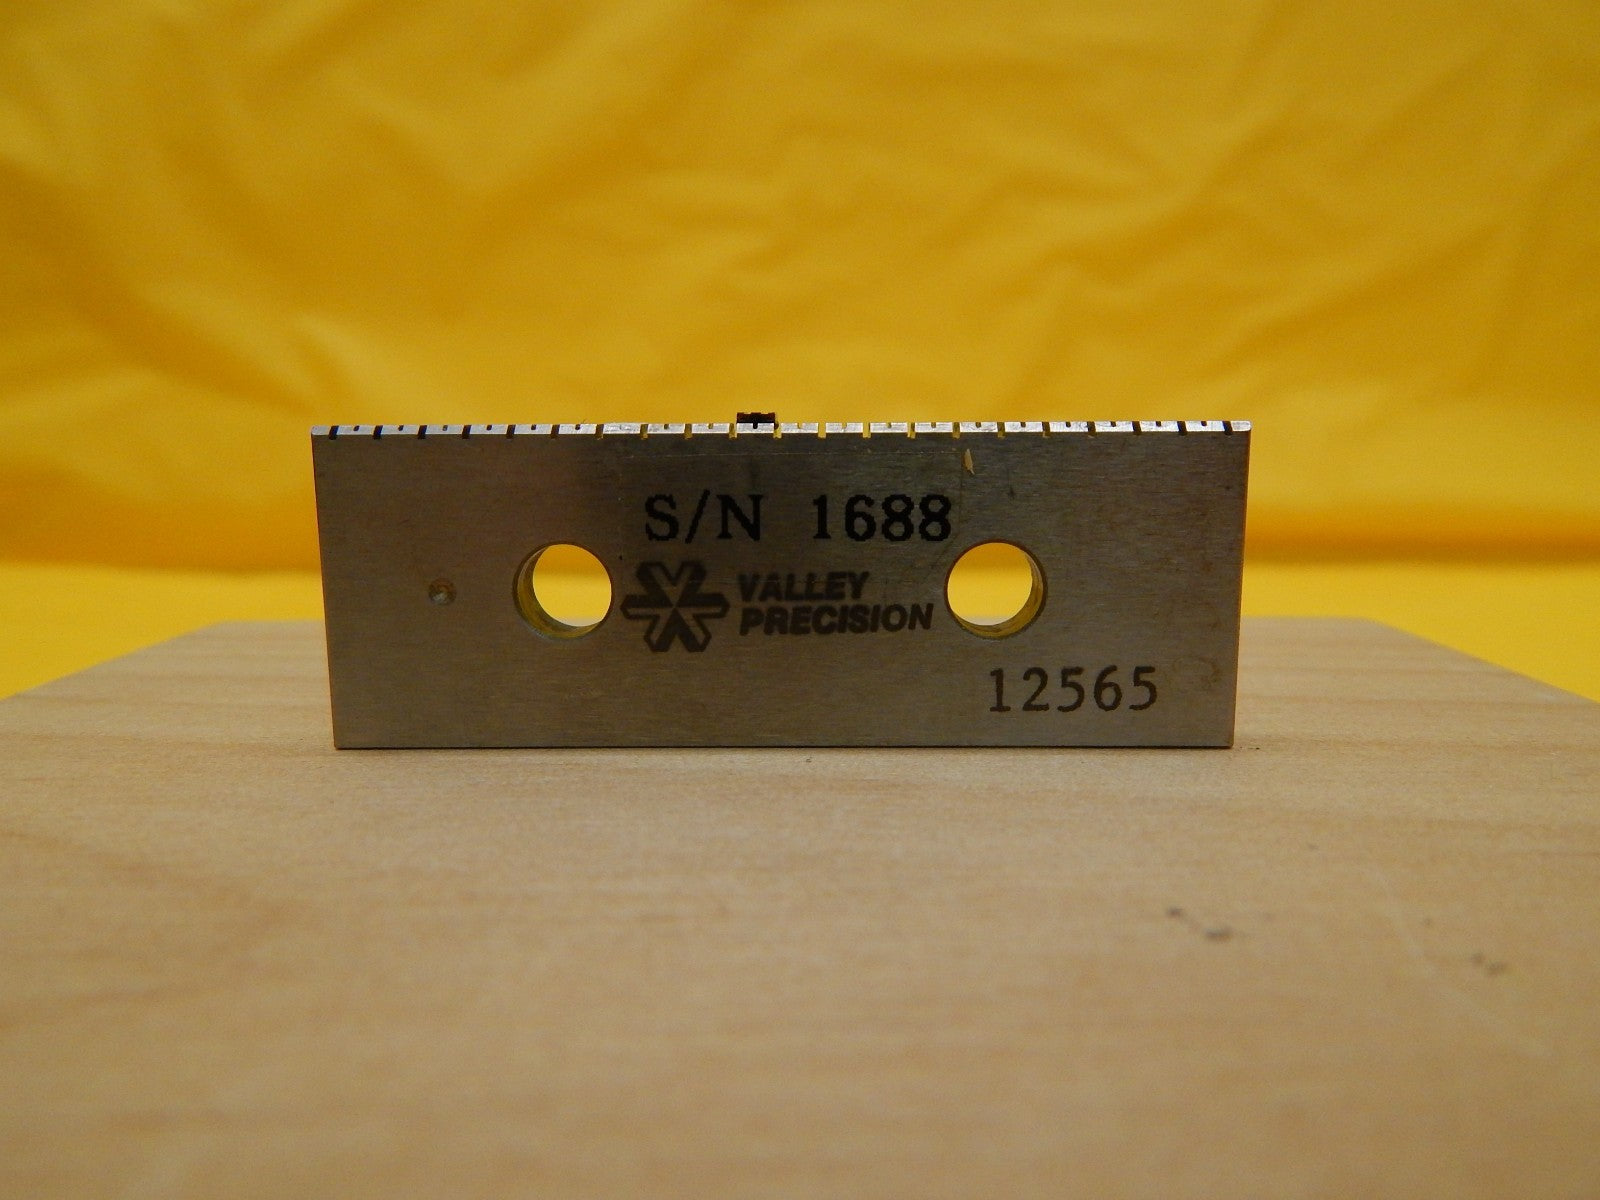 S/N 1688
VALLEY
PRECISION
12565